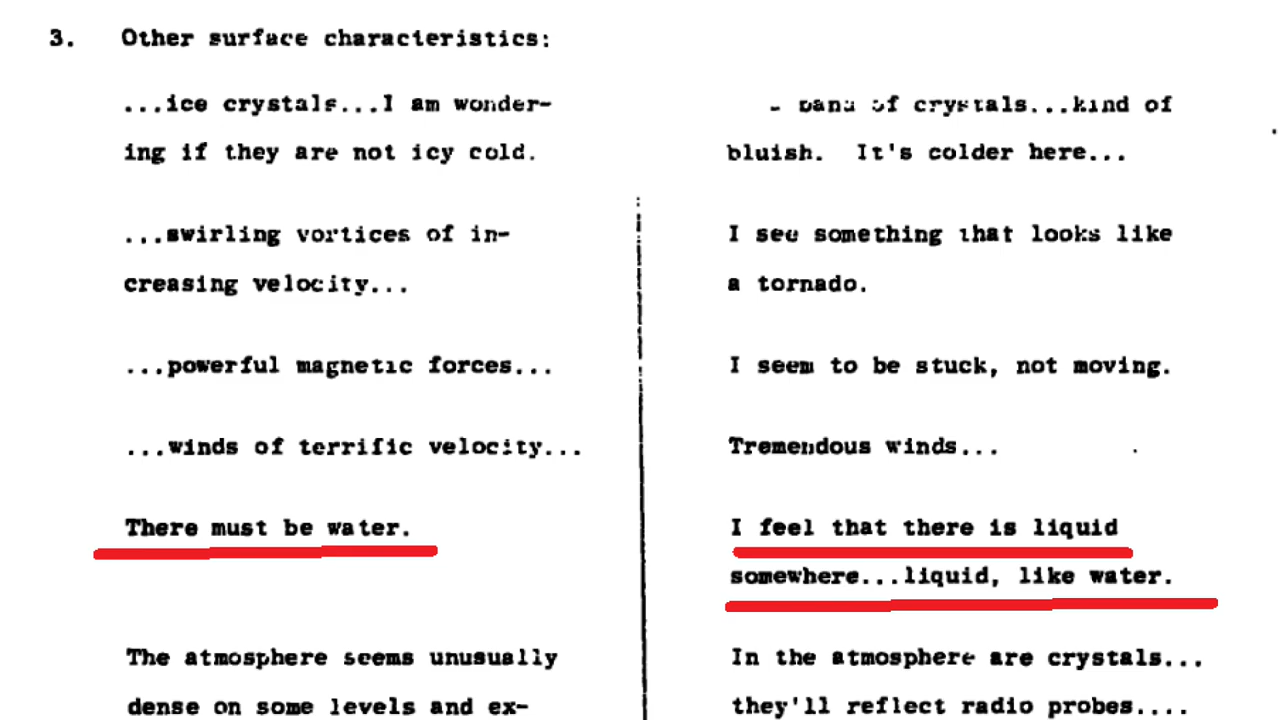 3. Other surface characteristics:
...ice crystals...I am wonder-
ing if they are not icy cold.
...swirling vortices of in-
creasing velocity...
...powerful magnetic forces...
...winds of terrific velocity...
There must be water.
The atmosphere seems unusually
dense on some levels and ex-
of crystals...kind of
bluish. It's colder here...
I see something that looks like
a tornado.
I seem to be stuck, not moving.
Tremendous winds...
I feel that there is liquid
somewhere...liquid, like water.
In the atmosphere are crystals...
they'll reflect radio probes....